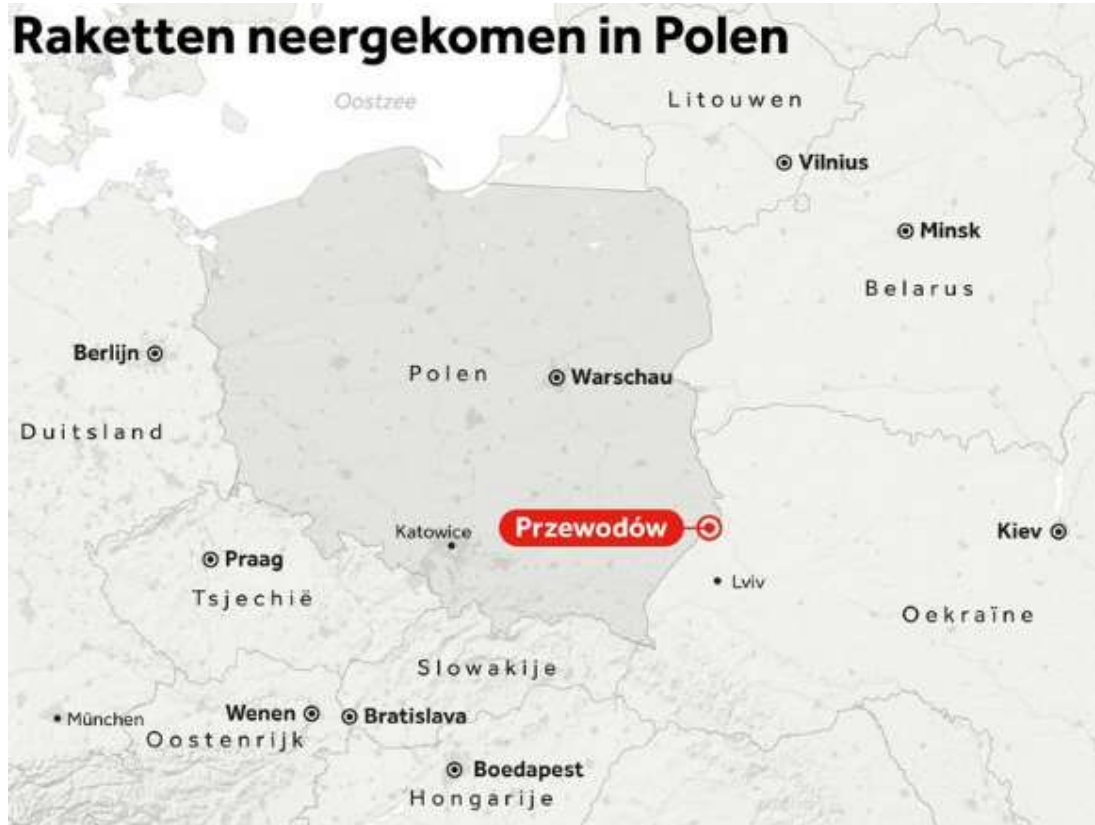 Raketten neergekomen in Polen
Oostzee
Litouwen
Vilnius
Minsk
Belarus
Berlijn
Polen
Warschau
Duitsland
Przewodów
Katowice
Kiev
Praag
Lviv
Tsjechië
Oekraïne
Slowakije
München
Wenen
Bratislava
Oostenrijk
Boedapest
Hongarije